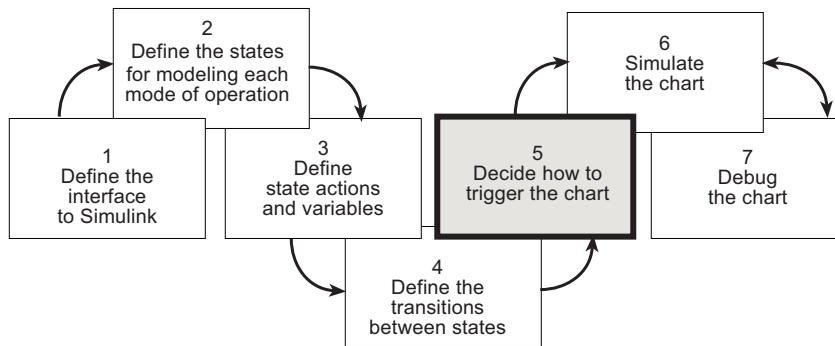 1
Define the
interface
to Simulink
2
Define the states
for modeling each
mode of operation
3
Define
state actions
and variables
4
Define the
transitions
between states
5
Decide how to
trigger the chart
6
Simulate
the chart
7
Debug
the chart